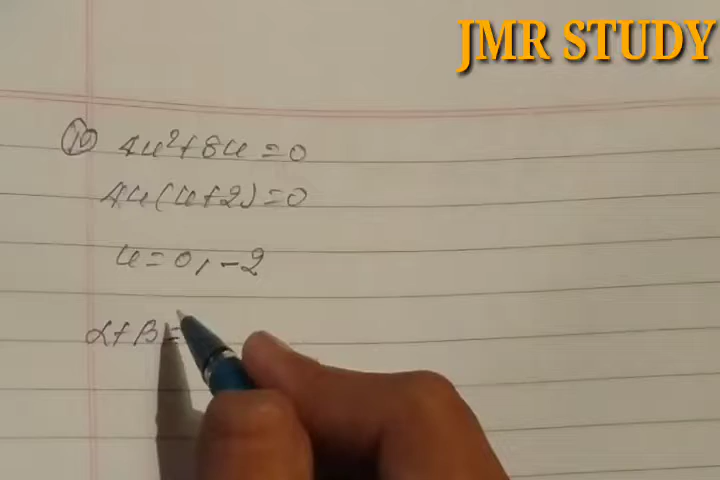 JMR STUDY
(10) 4u²+8u=0
4u(u+2)=0
u=0,-2
α+β=